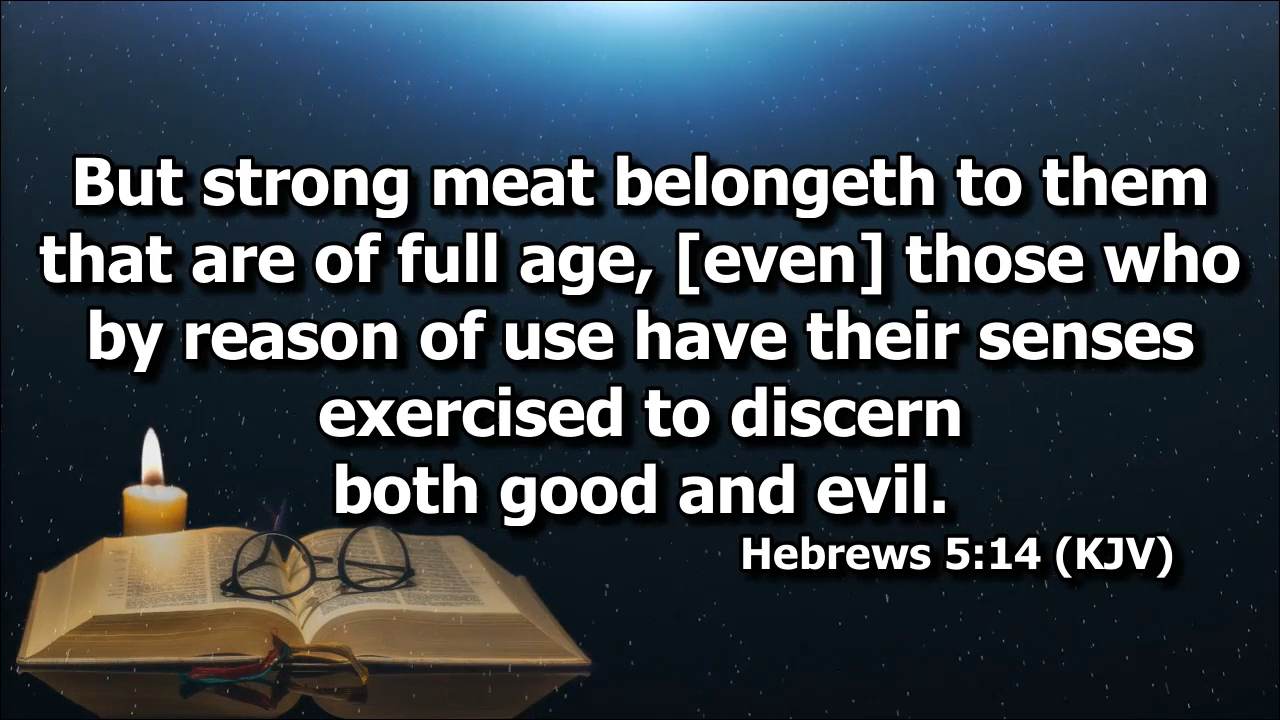 But strong meat belongeth to them
that are of full age, [even] those who
by reason of use have their senses
exercised to discern
both good and evil.
Hebrews 5:14 (KJV)